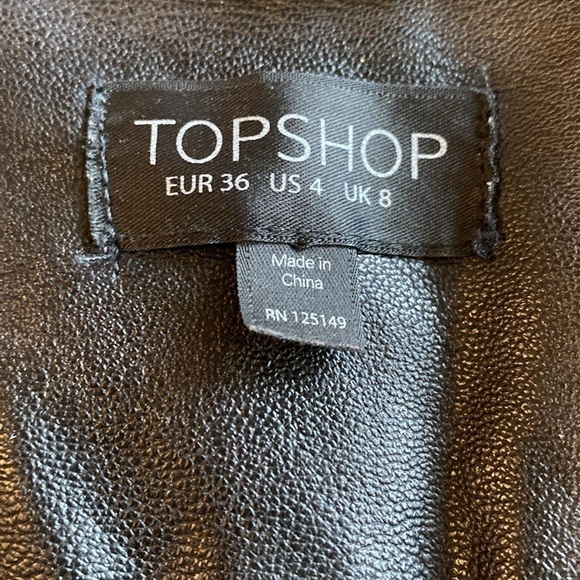 TOPSHOP
EUR 36 US 4 UK 8
Made in
China
RN 125149